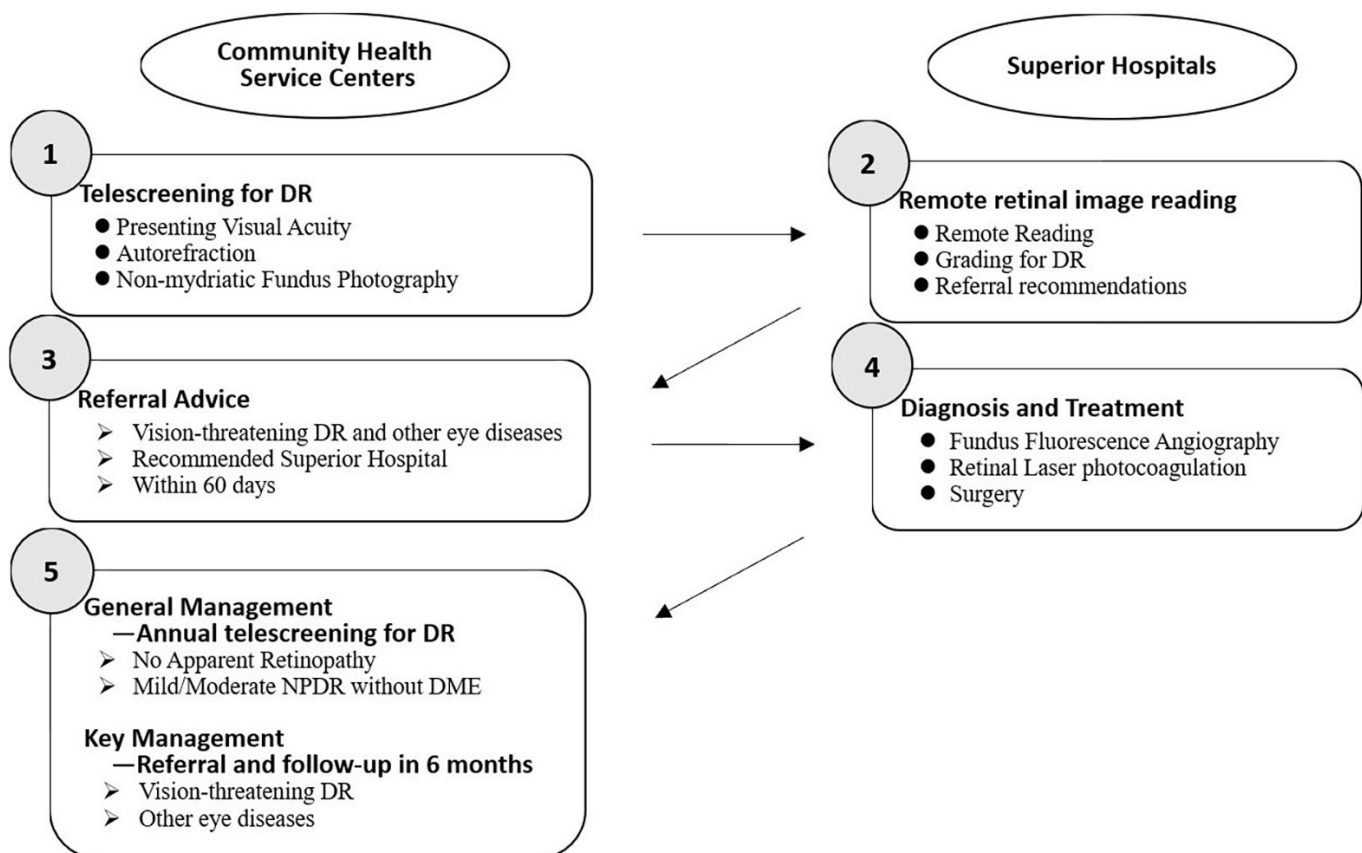 Community Health
Service Centers
Superior Hospitals
1
Telescreening for DR
● Presenting Visual Acuity
● Autorefraction
● Non-mydriatic Fundus Photography
2
Remote retinal image reading
● Remote Reading
● Grading for DR
● Referral recommendations
3
Referral Advice
➢ Vision-threatening DR and other eye diseases
➢ Recommended Superior Hospital
➢ Within 60 days
4
Diagnosis and Treatment
● Fundus Fluorescence Angiography
● Retinal Laser photocoagulation
● Surgery
5
General Management
—Annual telescreening for DR
➢ No Apparent Retinopathy
➢ Mild/Moderate NPDR without DME
Key Management
—Referral and follow-up in 6 months
➢ Vision-threatening DR
➢ Other eye diseases